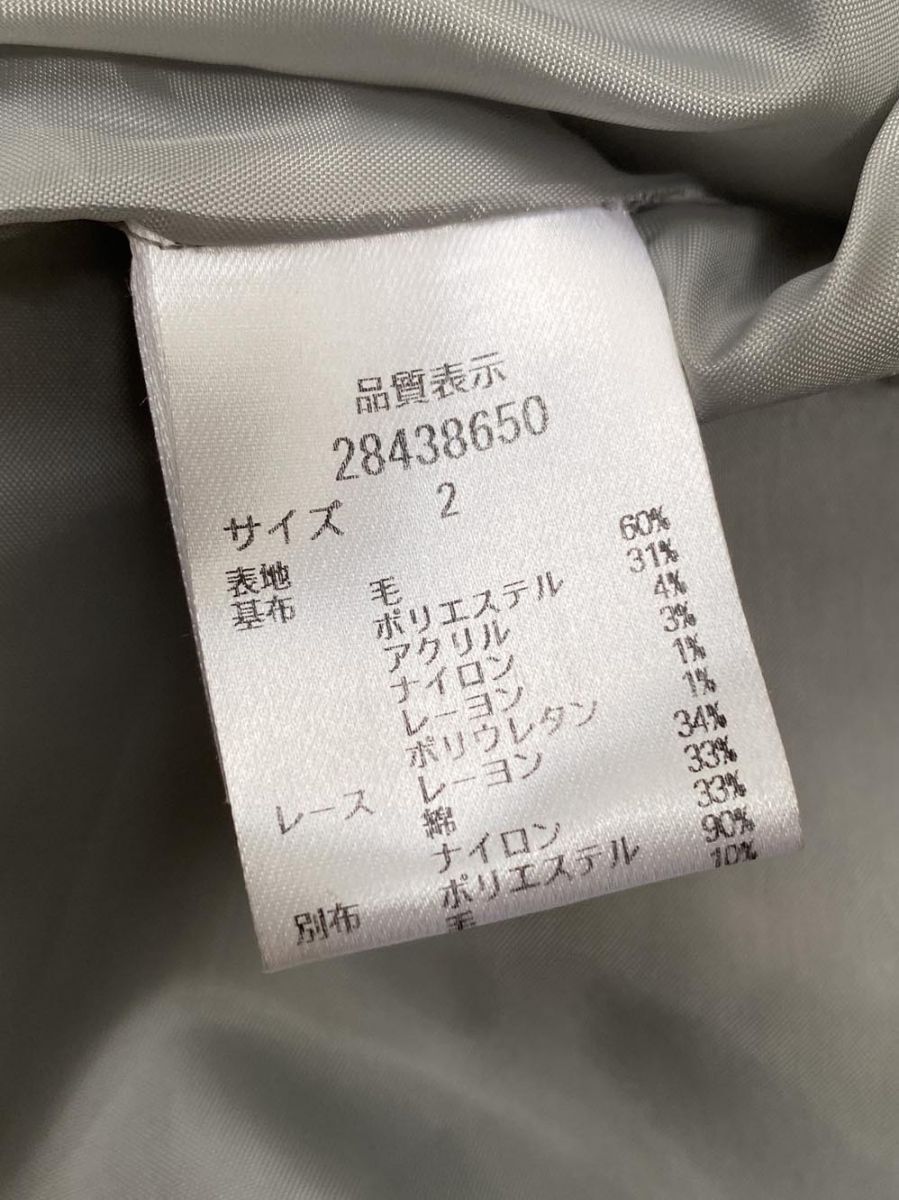 品質表示
28438650
サイズ 2
表地
基布 毛 60%
ポリエステル 31%
アクリル 4%
ナイロン 3%
レーヨン 1%
ポリウレタン 1%
レース レーヨン 34%
綿 33%
ナイロン 33%
別布 ポリエステル 90%
毛 10%